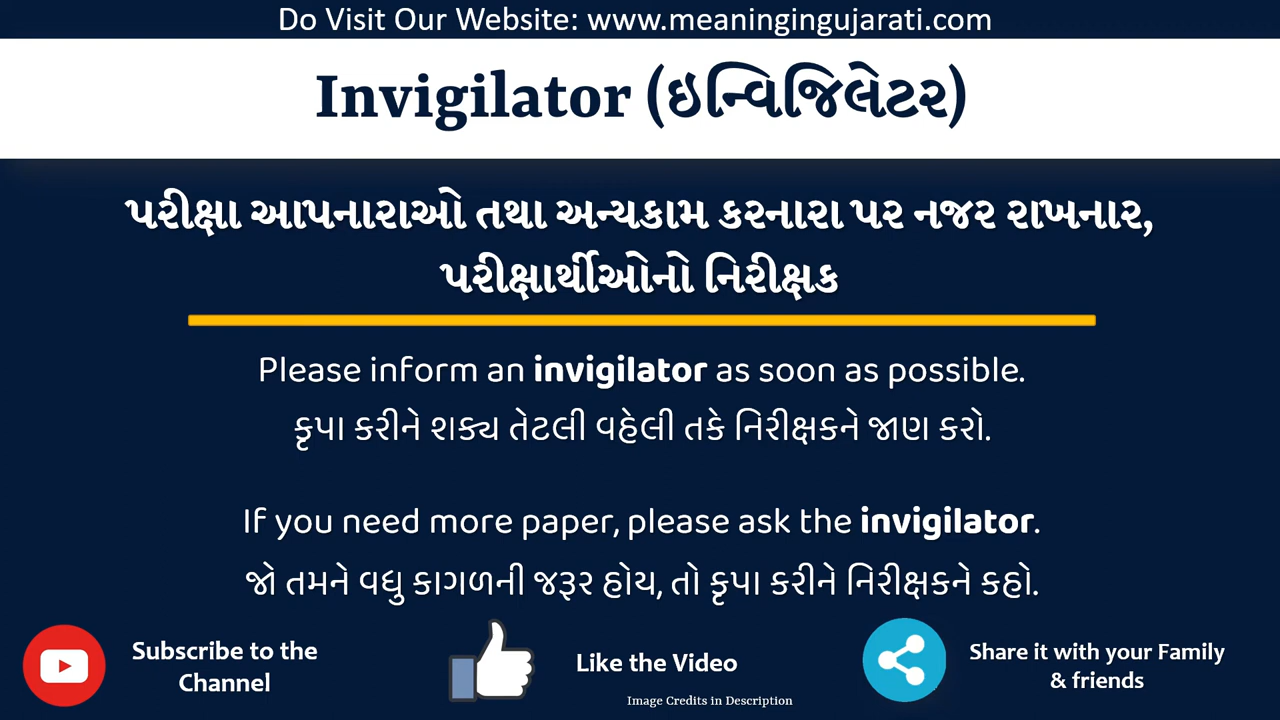 Do Visit Our Website: www.meaningingujarati.com
Invigilator (ઇન્વિજિલેટર)
પરીક્ષા આપનારાઓ તથા અન્યકામ કરનારા પર નજર રાખનાર,
પરીક્ષાર્થીઓનો નિરીક્ષક
Please inform an invigilator as soon as possible.
કૃપા કરીને શક્ય તેટલી વહેલી તકે નિરીક્ષકને જાણ કરો.
If you need more paper, please ask the invigilator.
જો તમને વધુ કાગળની જરૂર હોય, તો કૃપા કરીને નિરીક્ષકને કહો.
Subscribe to the
Channel
Like the Video
Share it with your Family
& friends
Image Credits in Description